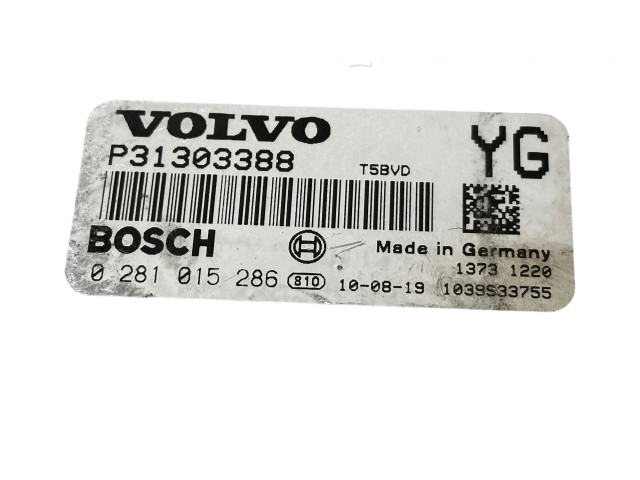 VOLVO
YG
P31303388 T5BVD
BOSCH Made in Germany
1373 1220
0 281 015 286 810 10-08-19 1039S33755